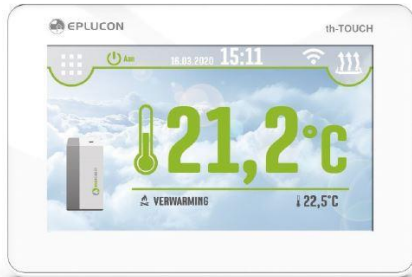 EPLUCON
th-TOUCH
Aan
16.03.2020
15:11
21,2°C
VERWARMING
22,5°C